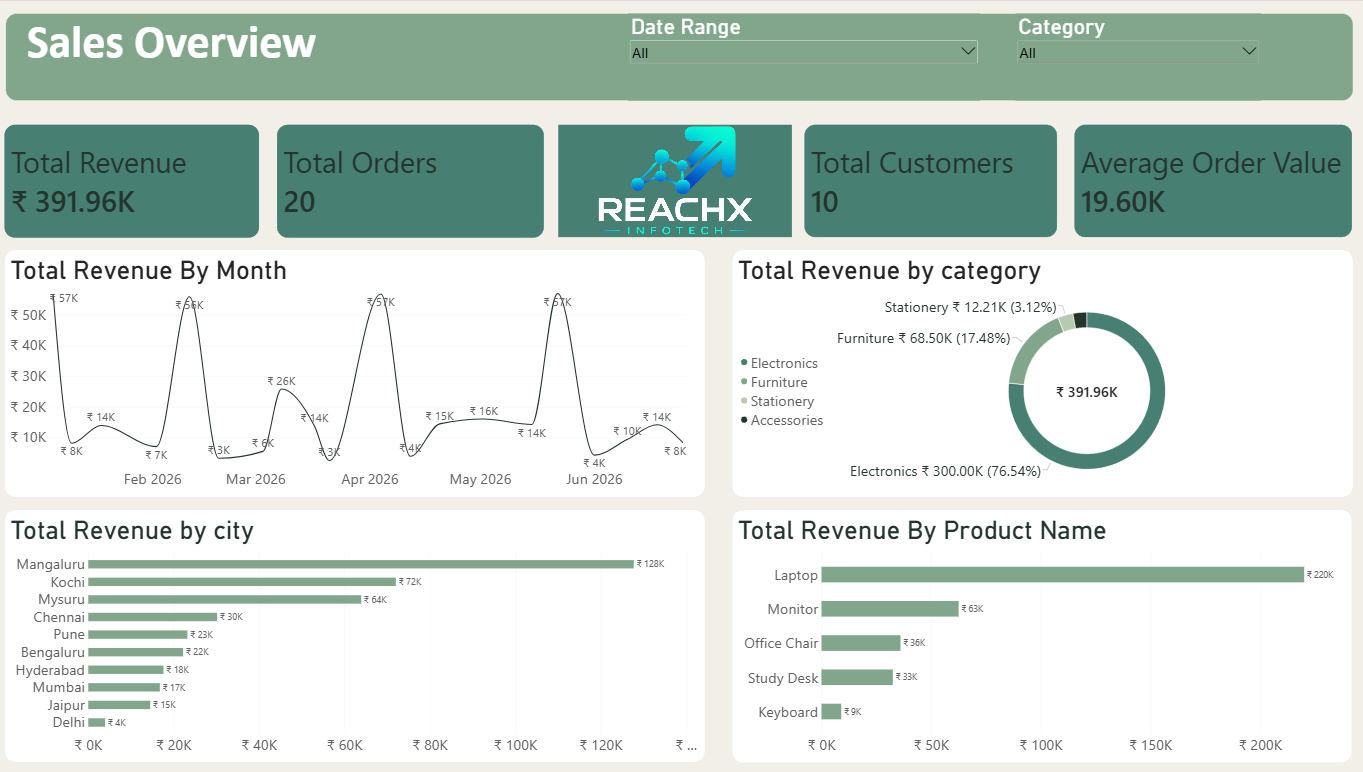 Sales Overview
Date Range
All
Category
All
Total Revenue
₹ 391.96K
Total Orders
20
REACHX
INFOTECH
Total Customers
10
Average Order Value
19.60K
Total Revenue By Month
₹ 50K
₹ 40K
₹ 30K
₹ 20K
₹ 10K
₹ 57K
₹ 8K
₹ 14K
₹ 7K
₹ 56K
₹ 3K
₹ 6K
₹ 26K
₹ 14K
₹ 3K
₹ 57K
₹ 4K
₹ 15K
₹ 16K
₹ 14K
₹ 57K
₹ 4K
₹ 10K
₹ 14K
₹ 8K
Feb 2026
Mar 2026
Apr 2026
May 2026
Jun 2026
Total Revenue by category
Electronics
Furniture
Stationery
Accessories
Stationery ₹ 12.21K (3.12%)
Furniture ₹ 68.50K (17.48%)
₹ 391.96K
Electronics ₹ 300.00K (76.54%)
Total Revenue by city
Mangaluru ₹ 128K
Kochi ₹ 72K
Mysuru ₹ 64K
Chennai ₹ 30K
Pune ₹ 23K
Bengaluru ₹ 22K
Hyderabad ₹ 18K
Mumbai ₹ 17K
Jaipur ₹ 15K
Delhi ₹ 4K
₹ 0K ₹ 20K ₹ 40K ₹ 60K ₹ 80K ₹ 100K ₹ 120K ₹ ...
Total Revenue By Product Name
Laptop ₹ 220K
Monitor ₹ 63K
Office Chair ₹ 36K
Study Desk ₹ 33K
Keyboard ₹ 9K
₹ 0K ₹ 50K ₹ 100K ₹ 150K ₹ 200K